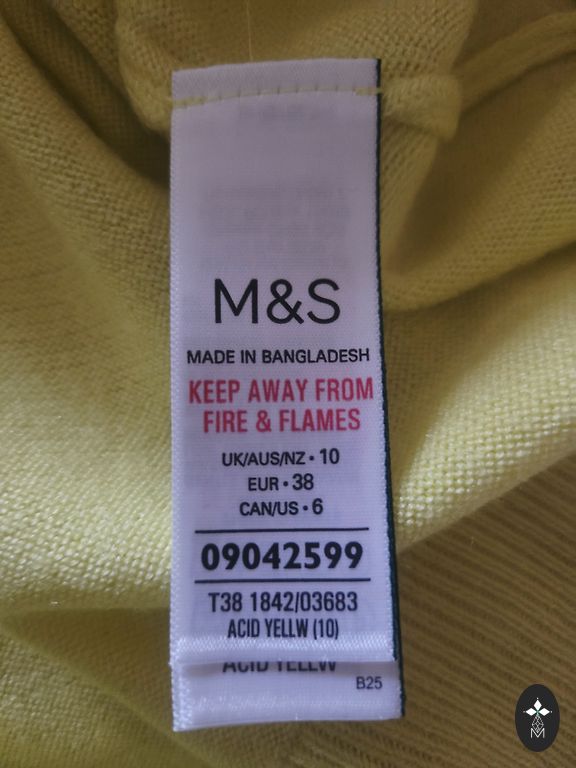 M&S
MADE IN BANGLADESH
KEEP AWAY FROM
FIRE & FLAMES
UK/AUS/NZ • 10
EUR • 38
CAN/US • 6
09042599
T38 1842/03683
ACID YELLW (10)
ACID YELLW
B25
M